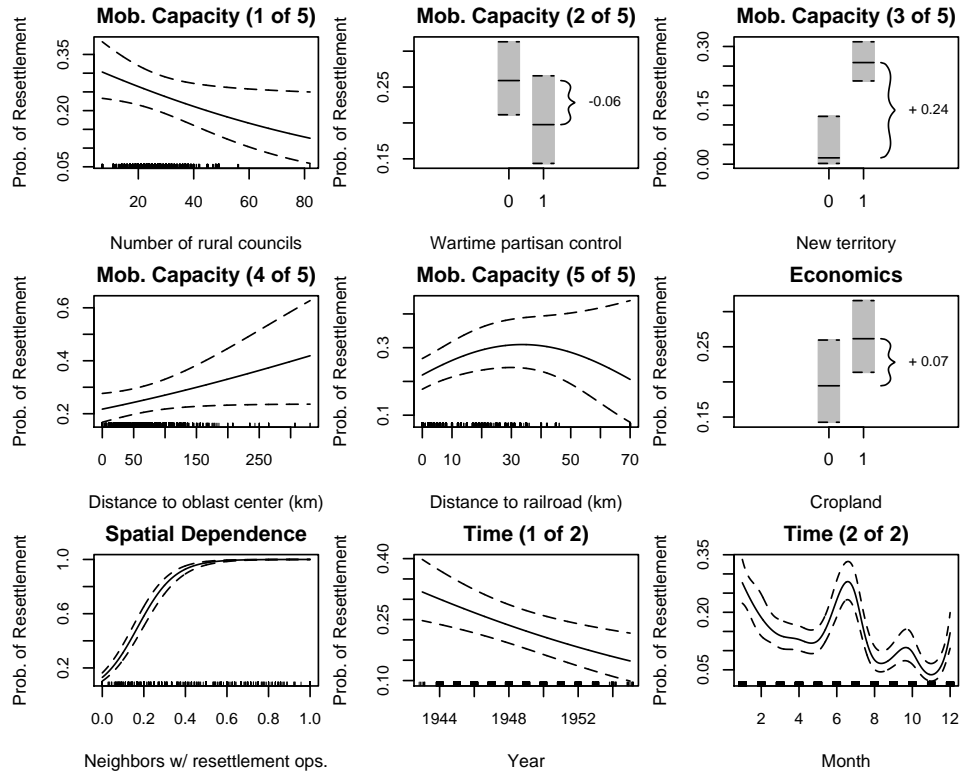 Mob. Capacity (1 of 5)
Prob. of Resettlement
0.05 0.20 0.35
20 40 60 80
Number of rural councils
Mob. Capacity (2 of 5)
Prob. of Resettlement
0.15 0.25
-0.06
0 1
Wartime partisan control
Mob. Capacity (3 of 5)
Prob. of Resettlement
0.00 0.15 0.30
+ 0.24
0 1
New territory
Mob. Capacity (4 of 5)
Prob. of Resettlement
0.2 0.4 0.6
0 50 150 250
Distance to oblast center (km)
Mob. Capacity (5 of 5)
Prob. of Resettlement
0.1 0.3
0 10 30 50 70
Distance to railroad (km)
Economics
Prob. of Resettlement
0.15 0.25
+ 0.07
0 1
Cropland
Spatial Dependence
Prob. of Resettlement
0.2 0.6 1.0
0.0 0.2 0.4 0.6 0.8 1.0
Neighbors w/ resettlement ops.
Time (1 of 2)
Prob. of Resettlement
0.10 0.25 0.40
1944 1948 1952
Year
Time (2 of 2)
Prob. of Resettlement
0.05 0.20 0.35
2 4 6 8 10 12
Month